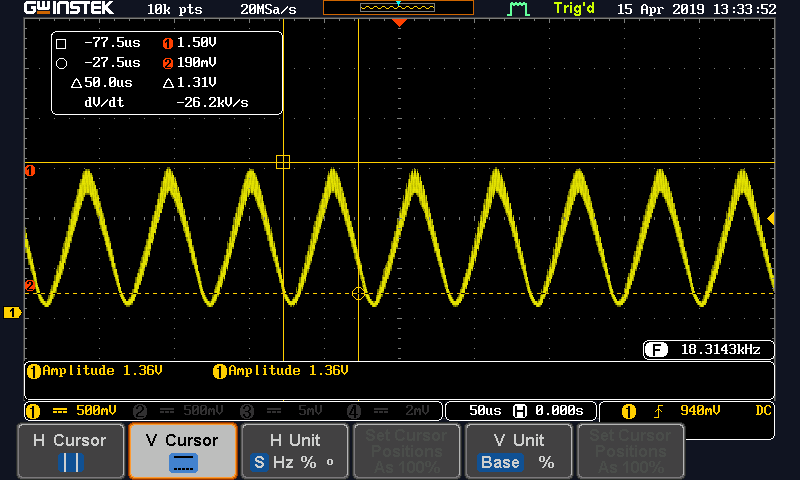 GWINSTEK 10k pts 20MSa/s Trig'd 15 Apr 2019 13:33:52
-77.5us 1 1.50V
-27.5us 2 190mV
△50.0us △1.31V
dV/dt -26.2kV/s
1
2
1
F 18.3143kHz
1 Amplitude 1.36V 1 Amplitude 1.36V
1 500mV 2 500mV 3 5mV 4 2mV 50us H 0.000s 1 940mV DC
H Cursor V Cursor H Unit Set Cursor Positions As 100% V Unit Set Cursor Positions As 100%
S Hz % ° Base %